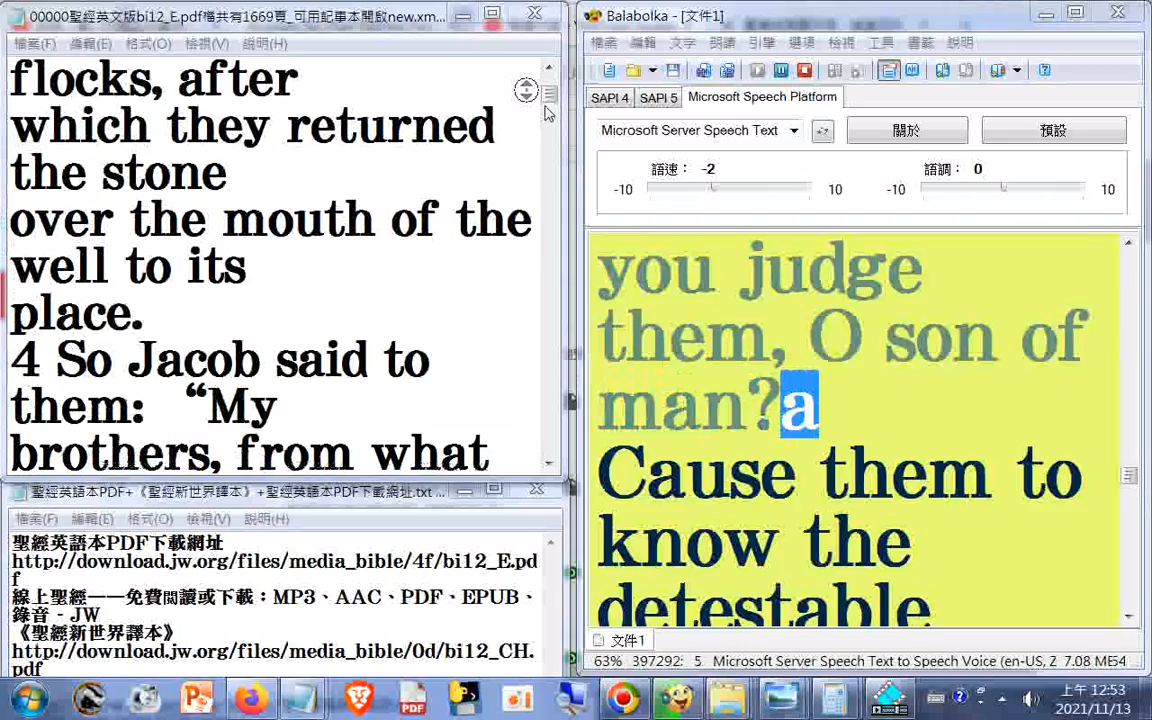 00000聖經英文版bi12_E.pdf檔共有1669頁_可用記事本開啟new.xm...
檔案(F) 編輯(E) 格式(O) 檢視(V) 說明(H)
flocks, after
which they returned
the stone
over the mouth of the
well to its
place.
4 So Jacob said to
them: “My
brothers, from what
聖經英語本PDF+《聖經新世界譯本》+聖經英語本PDF下載網址.txt ...
檔案(F) 編輯(E) 格式(O) 檢視(V) 說明(H)
聖經英語本PDF下載網址
http://download.jw.org/files/media_bible/4f/bi12_E.pd
f
線上聖經——免費閱讀或下載：MP3、AAC、PDF、EPUB、
錄音 - JW
《聖經新世界譯本》
http://download.jw.org/files/media_bible/0d/bi12_CH.
pdf
Balabolka - [文件1]
檔案 編輯 文字 朗讀 引擎 選項 檢視 工具 書籤 說明
SAPI 4 SAPI 5 Microsoft Speech Platform
Microsoft Server Speech Text 關於 預設
語速： -2 語調： 0
-10 10 -10 10
you judge
them, O son of
man?a
Cause them to
know the
detestable
文件1
63% 397292: 5 Microsoft Server Speech Text to Speech Voice (en-US, Z 7.08 ME54
上午 12:53
2021/11/13